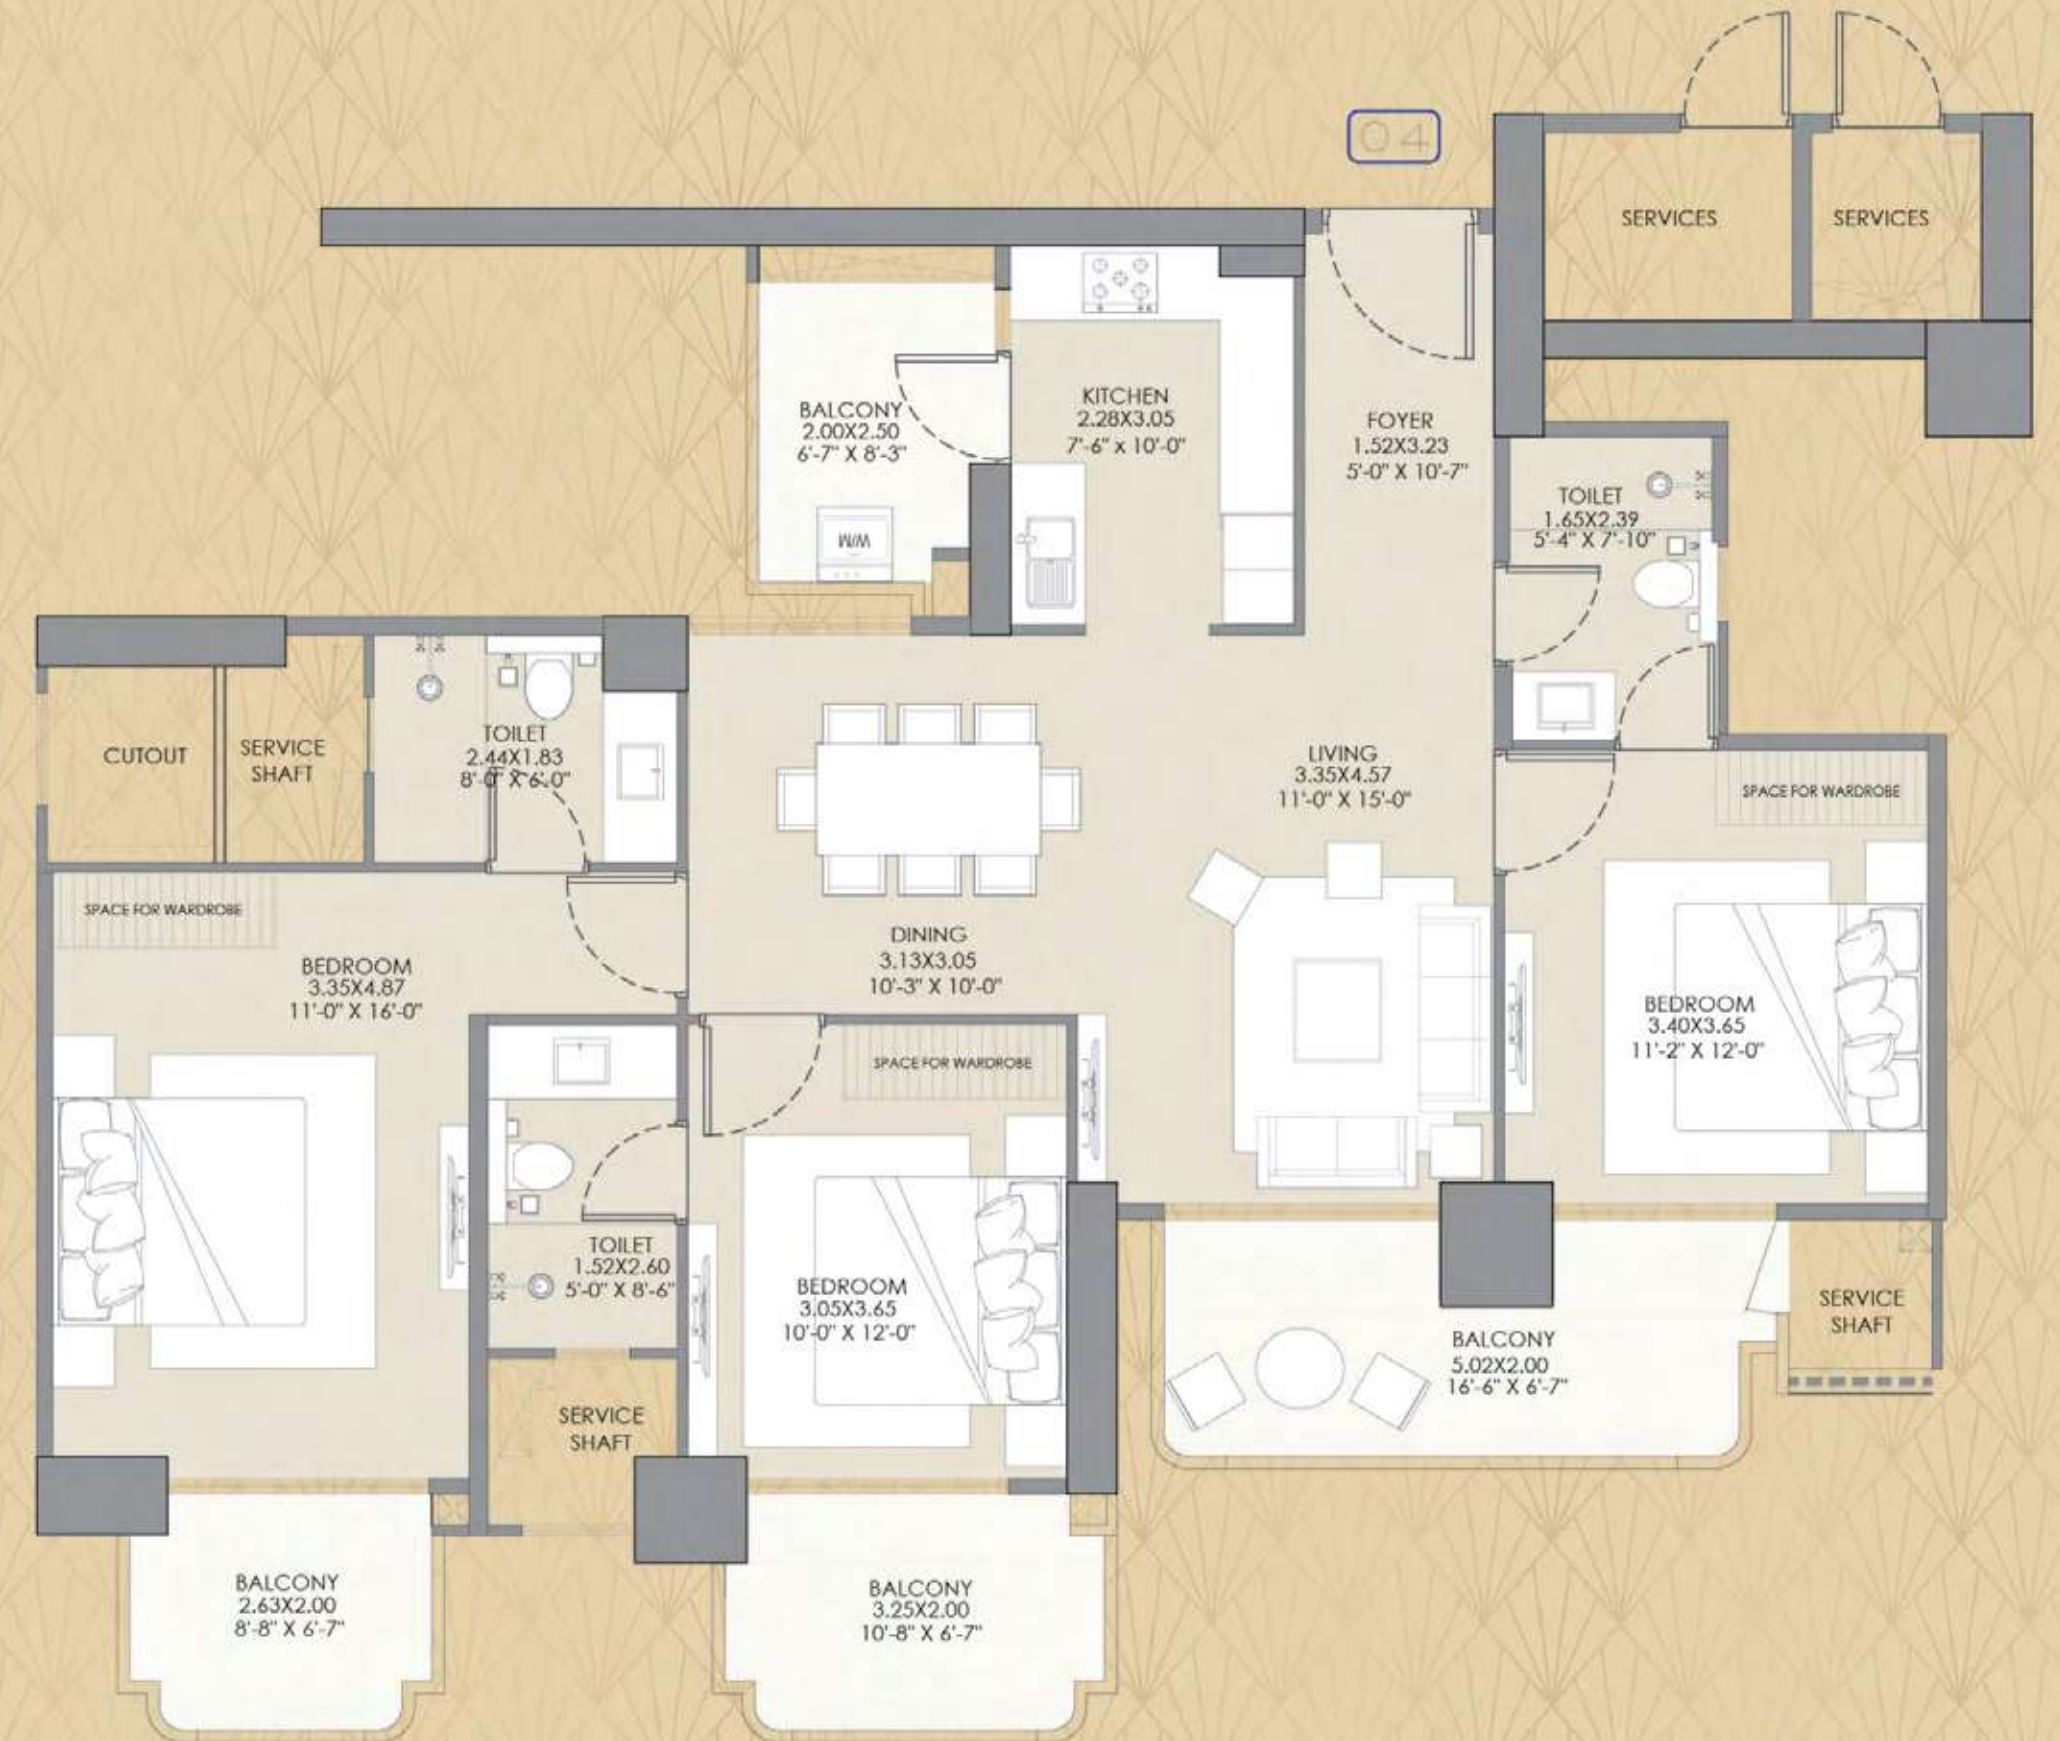 04
SERVICES
SERVICES
BALCONY
2.00X2.50
6'-7" X 8'-3"
W/M
KITCHEN
2.28X3.05
7'-6" x 10'-0"
FOYER
1.52X3.23
5'-0" X 10'-7"
TOILET
1.65X2.39
5'-4" X 7'-10"
CUTOUT
SERVICE
SHAFT
TOILET
2.44X1.83
8'-0" X 6'-0"
LIVING
3.35X4.57
11'-0" X 15'-0"
SPACE FOR WARDROBE
SPACE FOR WARDROBE
BEDROOM
3.35X4.87
11'-0" X 16'-0"
DINING
3.13X3.05
10'-3" X 10'-0"
BEDROOM
3.40X3.65
11'-2" X 12'-0"
SPACE FOR WARDROBE
TOILET
1.52X2.60
5'-0" X 8'-6"
BEDROOM
3.05X3.65
10'-0" X 12'-0"
SERVICE
SHAFT
BALCONY
5.02X2.00
16'-6" X 6'-7"
SERVICE
SHAFT
BALCONY
2.63X2.00
8'-8" X 6'-7"
BALCONY
3.25X2.00
10'-8" X 6'-7"